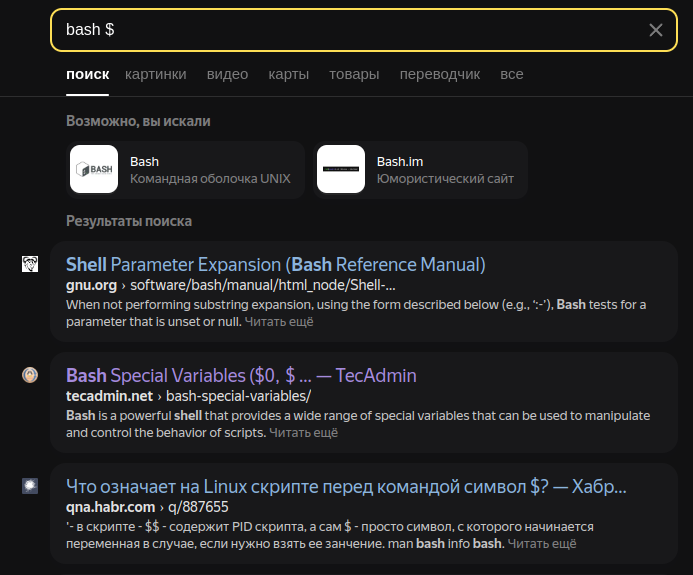 bash $
поиск картинки видео карты товары переводчик все
Возможно, вы искали
BASH
Bash
Командная оболочка UNIX
Bash.im
Юмористический сайт
Результаты поиска
Shell Parameter Expansion (Bash Reference Manual)
gnu.org › software/bash/manual/html_node/Shell-...
When not performing substring expansion, using the form described below (e.g., ‘:-’), Bash tests for a
parameter that is unset or null. Читать ещё
Bash Special Variables ($0, $ ... — TecAdmin
tecadmin.net › bash-special-variables/
Bash is a powerful shell that provides a wide range of special variables that can be used to manipulate
and control the behavior of scripts. Читать ещё
Что означает на Linux скрипте перед командой символ $? — Хабр...
qna.habr.com › q/887655
'- в скрипте - $$ - содержит PID скрипта, а сам $ - просто символ, с которого начинается
переменная в случае, если нужно взять ее занчение. man bash info bash. Читать ещё